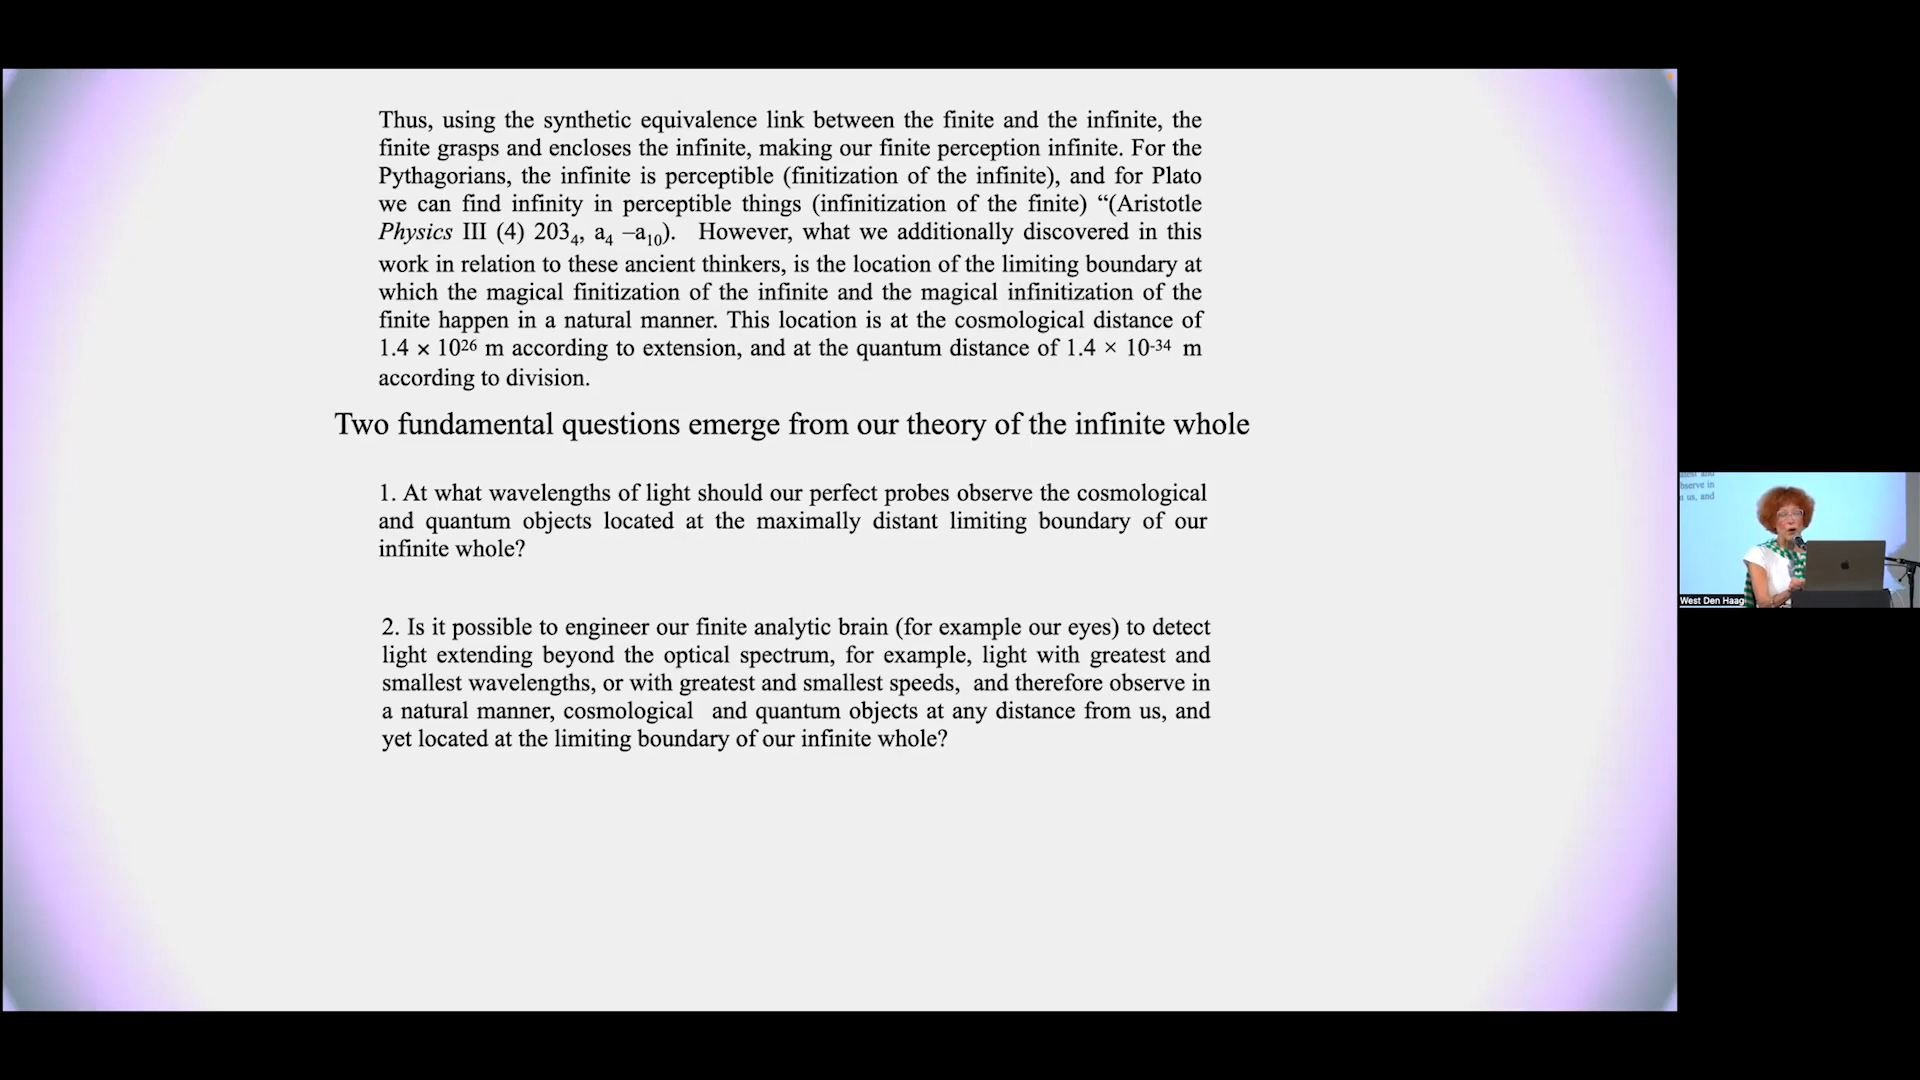 Thus, using the synthetic equivalence link between the finite and the infinite, the
finite grasps and encloses the infinite, making our finite perception infinite. For the
Pythagorians, the infinite is perceptible (finitization of the infinite), and for Plato
we can find infinity in perceptible things (infinitization of the finite) “(Aristotle
Physics III (4) 203₄, a₄ –a₁₀). However, what we additionally discovered in this
work in relation to these ancient thinkers, is the location of the limiting boundary at
which the magical finitization of the infinite and the magical infinitization of the
finite happen in a natural manner. This location is at the cosmological distance of
1.4 × 10²⁶ m according to extension, and at the quantum distance of 1.4 × 10⁻³⁴ m
according to division.
Two fundamental questions emerge from our theory of the infinite whole
1. At what wavelengths of light should our perfect probes observe the cosmological
and quantum objects located at the maximally distant limiting boundary of our
infinite whole?
2. Is it possible to engineer our finite analytic brain (for example our eyes) to detect
light extending beyond the optical spectrum, for example, light with greatest and
smallest wavelengths, or with greatest and smallest speeds, and therefore observe in
a natural manner, cosmological and quantum objects at any distance from us, and
yet located at the limiting boundary of our infinite whole?
bserve in
us, and
West Den Haag